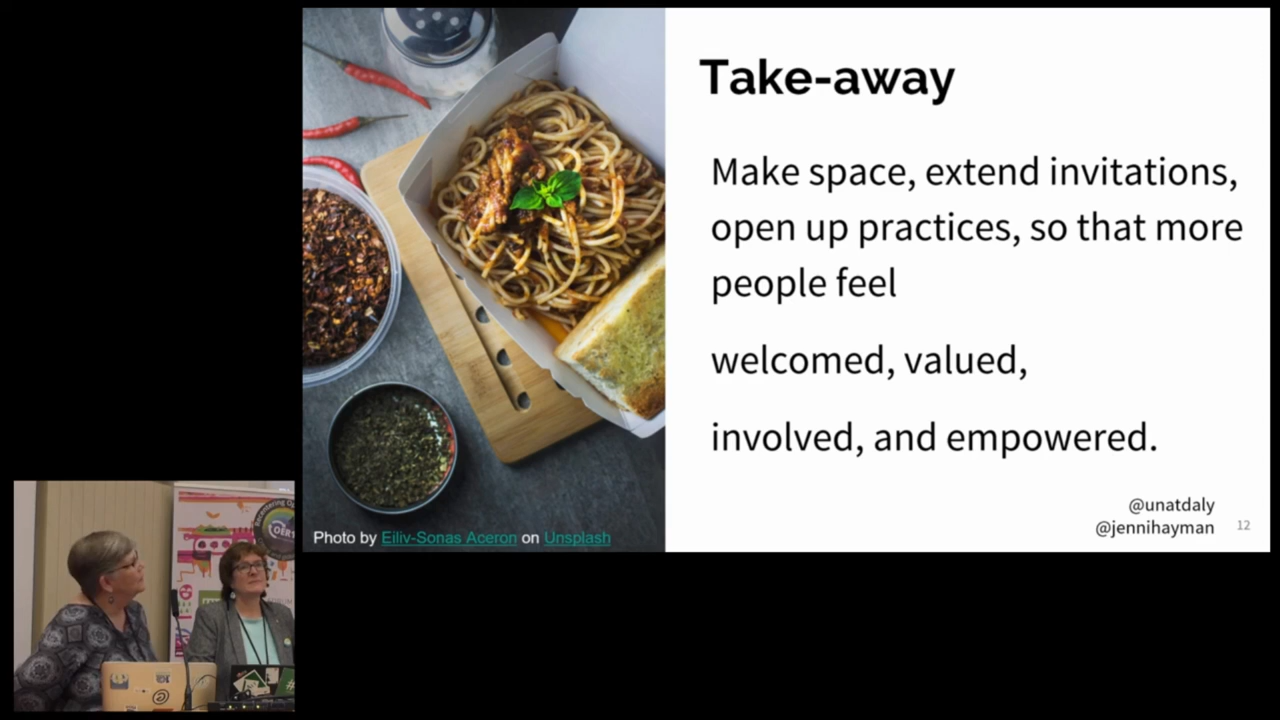 Take-away
Make space, extend invitations,
open up practices, so that more
people feel
welcomed, valued,
involved, and empowered.
@unatdaly
@jennihayman
12
Photo by Eiliv-Sonas Aceron on Unsplash